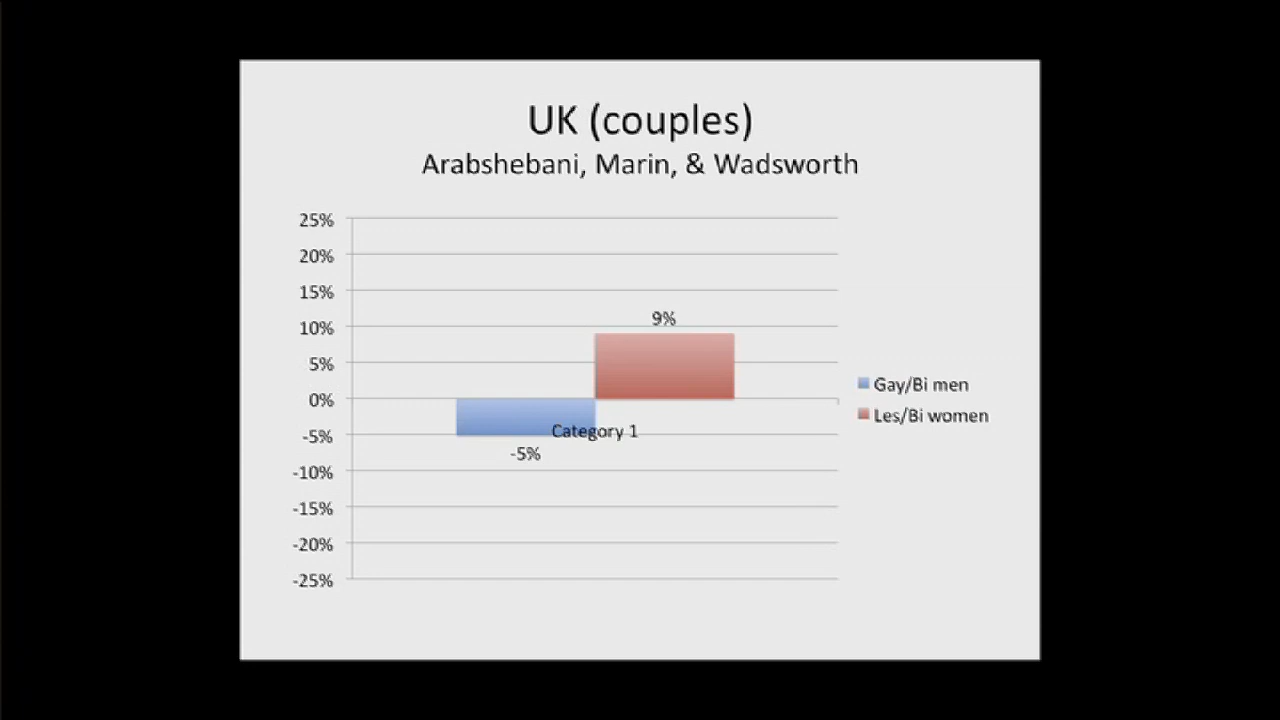 UK (couples)
Arabshebani, Marin, & Wadsworth
25%
20%
15%
10%
5%
0%
-5%
-10%
-15%
-20%
-25%
9%
Category 1
-5%
Gay/Bi men
Les/Bi women